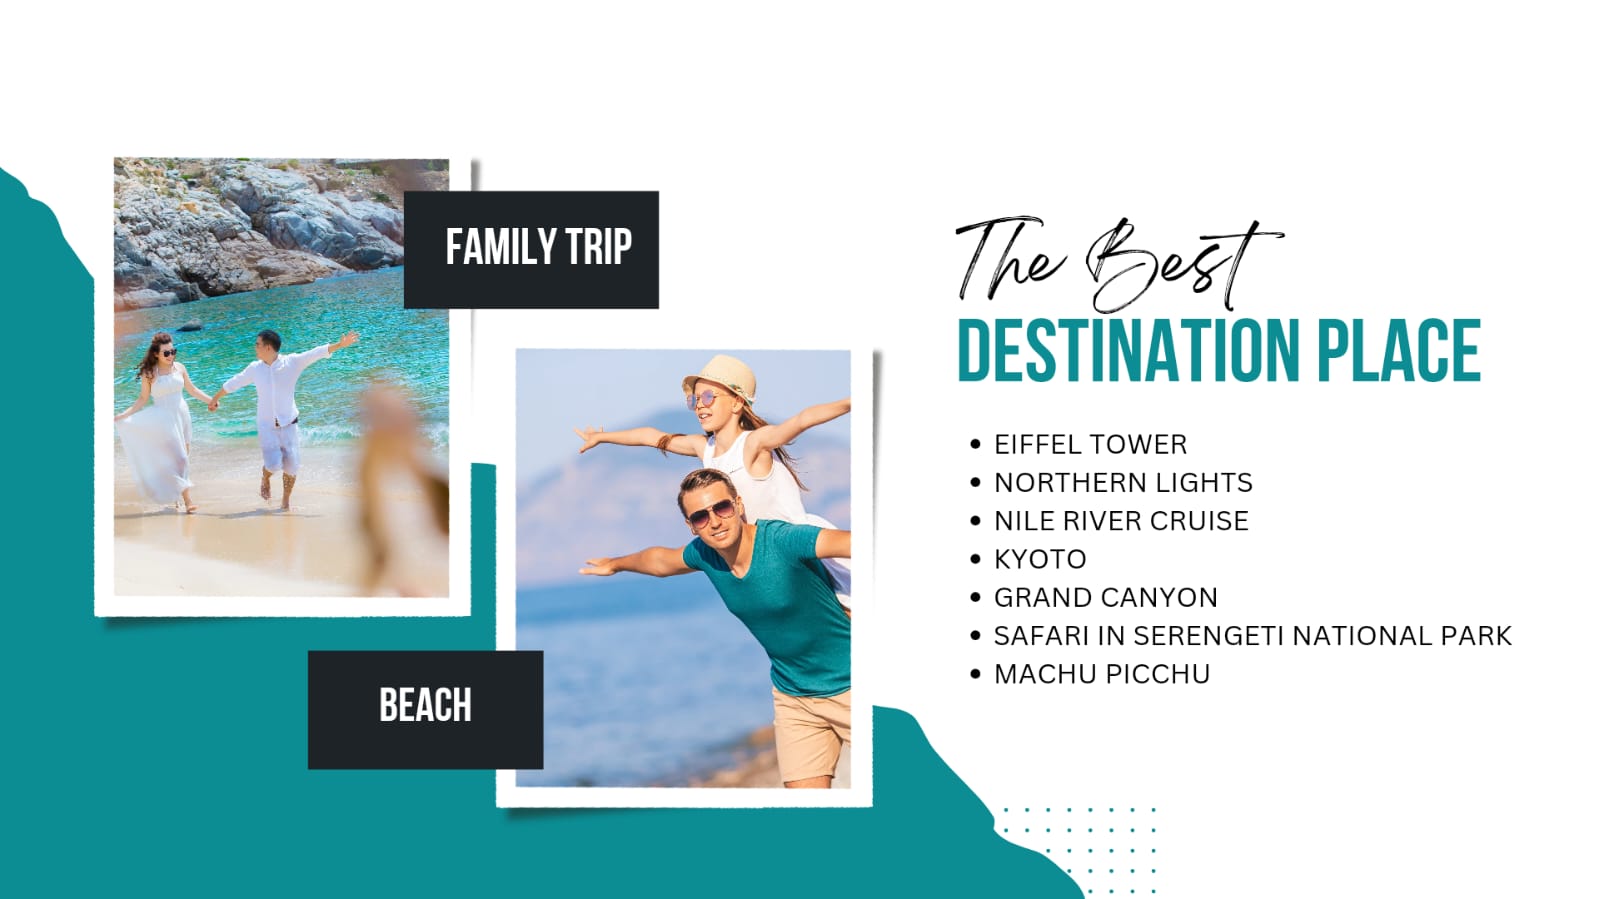 FAMILY TRIP
BEACH
The Best
DESTINATION PLACE
• EIFFEL TOWER
• NORTHERN LIGHTS
• NILE RIVER CRUISE
• KYOTO
• GRAND CANYON
• SAFARI IN SERENGETI NATIONAL PARK
• MACHU PICCHU